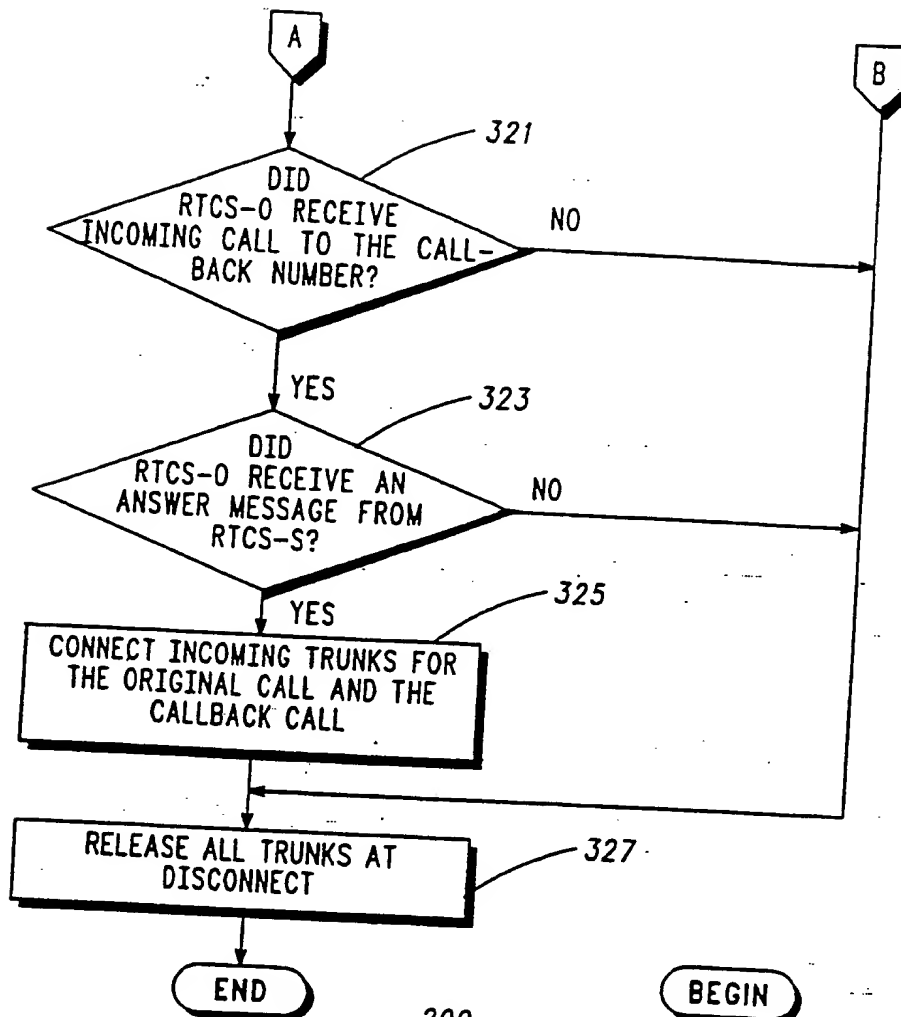 A
B
321
DID
RTCS-O RECEIVE
INCOMING CALL TO THE CALL-
BACK NUMBER?
NO
YES
323
DID
RTCS-O RECEIVE AN
ANSWER MESSAGE FROM
RTCS-S?
NO
YES
325
CONNECT INCOMING TRUNKS FOR
THE ORIGINAL CALL AND THE
CALLBACK CALL
RELEASE ALL TRUNKS AT
DISCONNECT
327
END
BEGIN